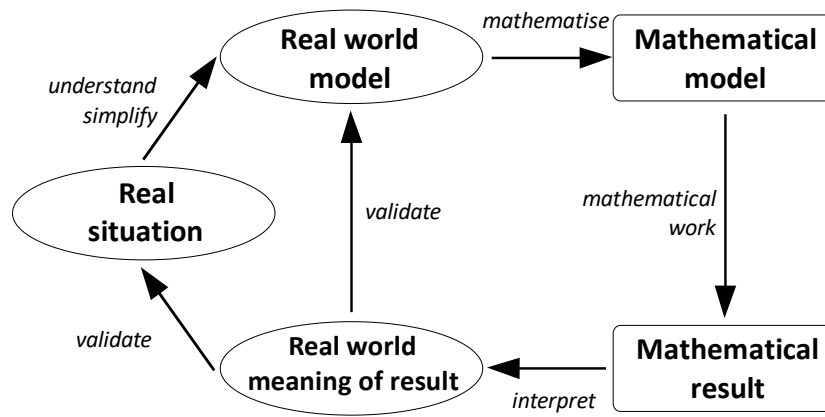 Real world
model
mathematise
Mathematical
model
understand
simplify
Real
situation
validate
mathematical
work
validate
Real world
meaning of result
interpret
Mathematical
result